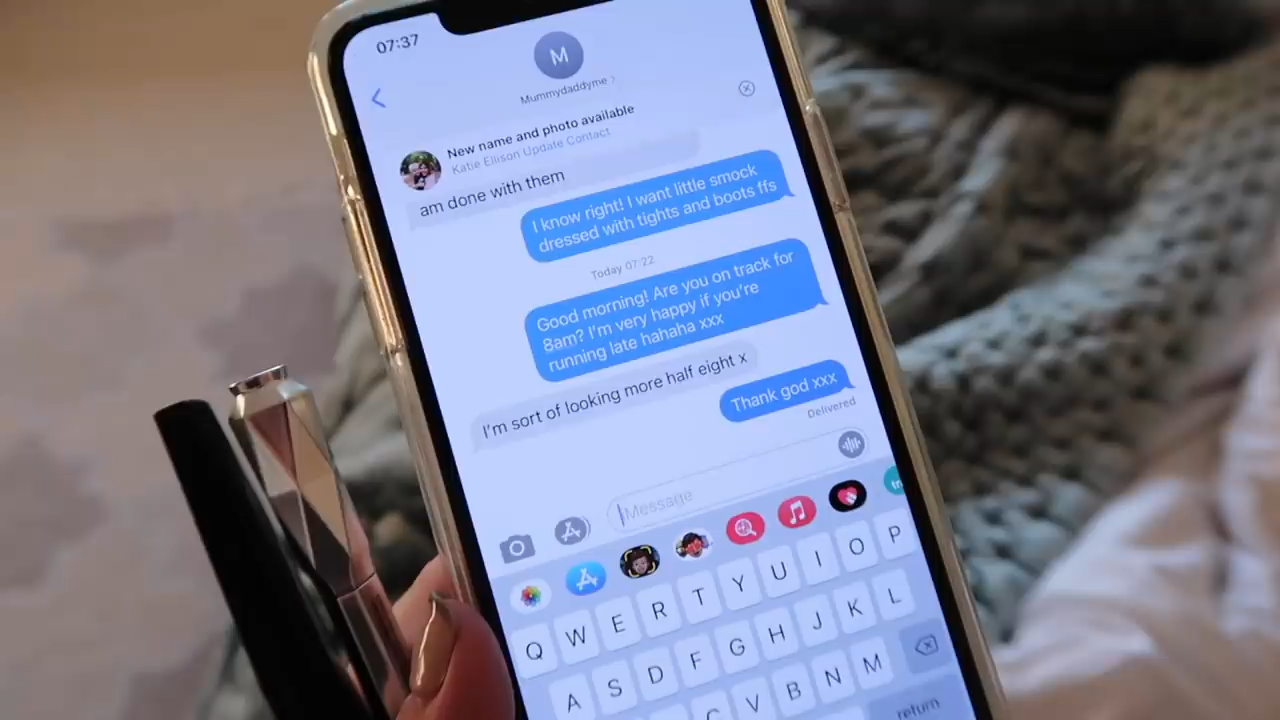 07:37
M
Mummydaddyme
New name and photo available
Katie Ellison Update Contact
am done with them
I know right! I want little smock
dressed with tights and boots ffs
Today 07:22
Good morning! Are you on track for
8am? I'm very happy if you're
running late hahaha xxx
I'm sort of looking more half eight x
Thank god xxx
Delivered
Message
Q W E R T Y U I O P
A S D F G H J K L
C V B N M
return